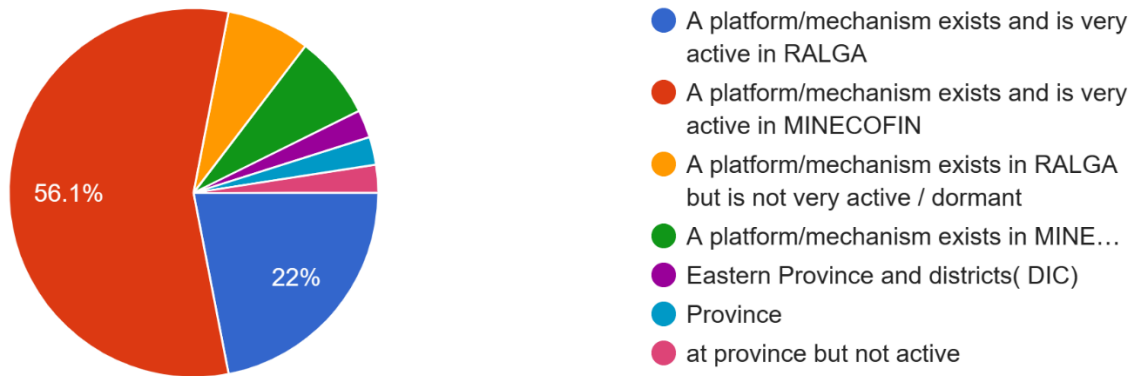 56.1%
22%
A platform/mechanism exists and is very
active in RALGA
A platform/mechanism exists and is very
active in MINECOFIN
A platform/mechanism exists in RALGA
but is not very active / dormant
A platform/mechanism exists in MINE…
Eastern Province and districts( DIC)
Province
at province but not active